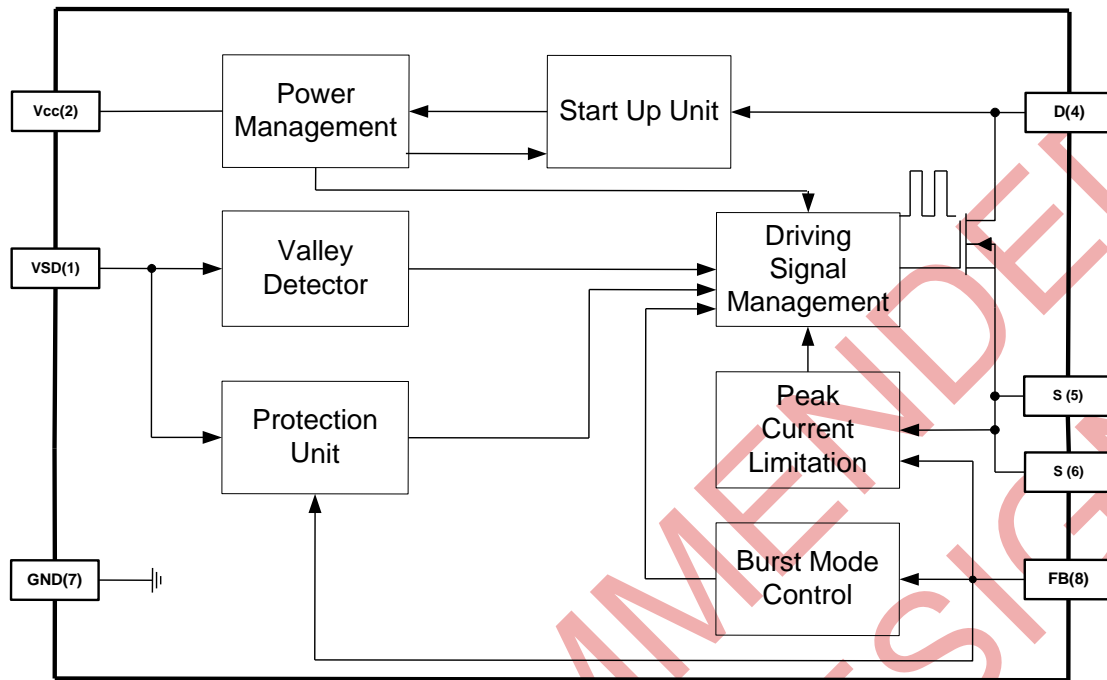 Vcc(2)
Power
Management
Start Up Unit
D(4)
VSD(1)
Valley
Detector
Driving
Signal
Management
Protection
Unit
Peak
Current
Limitation
S (5)
S (6)
GND(7)
Burst Mode
Control
FB(8)